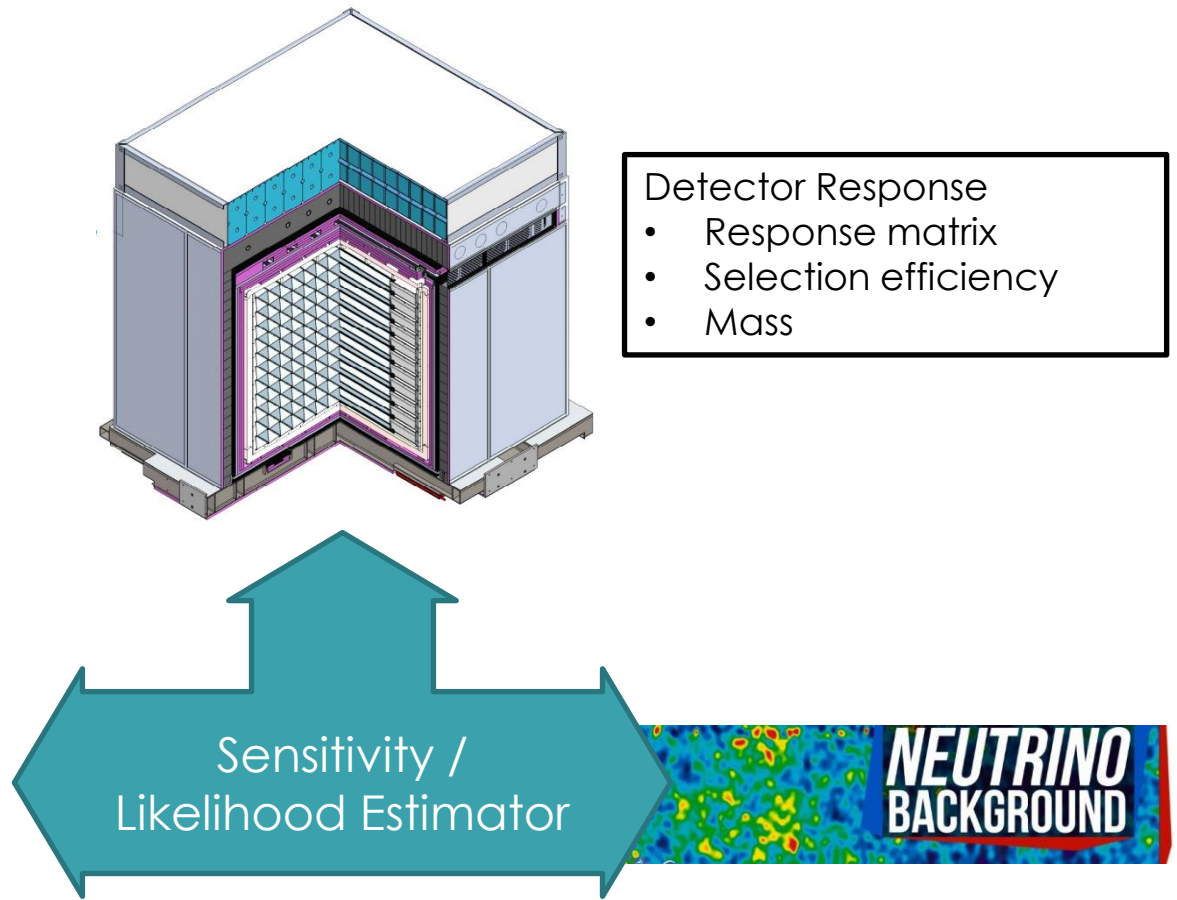 Detector Response
• Response matrix
• Selection efficiency
• Mass
Sensitivity /
Likelihood Estimator
NEUTRINO
BACKGROUND